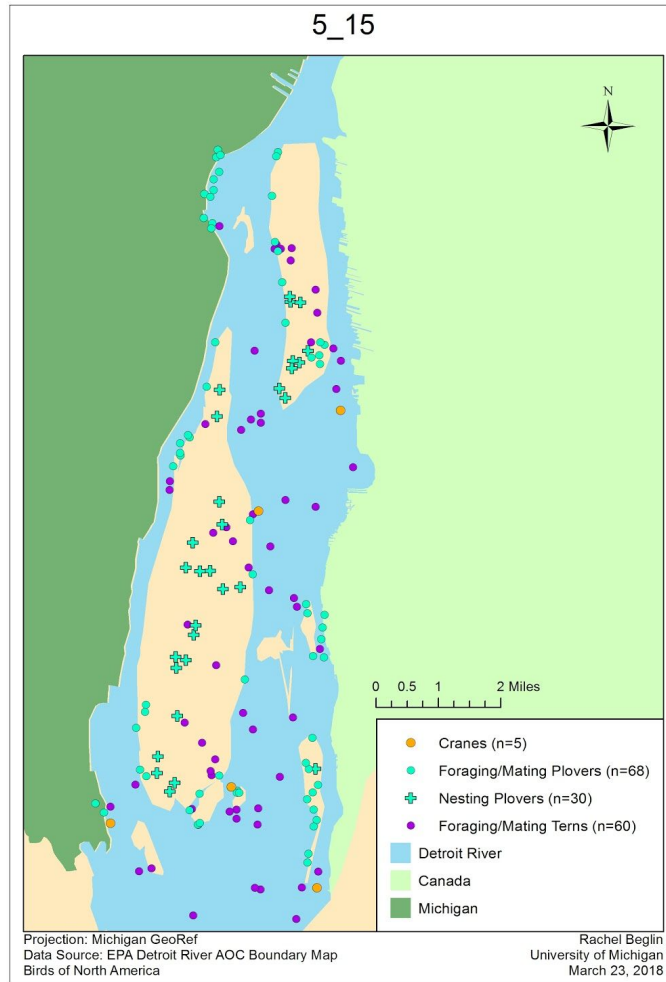 5_15
N
0 0.5 1 2 Miles
Cranes (n=5)
Foraging/Mating Plovers (n=68)
Nesting Plovers (n=30)
Foraging/Mating Terns (n=60)
Detroit River
Canada
Michigan
Projection: Michigan GeoRef
Data Source: EPA Detroit River AOC Boundary Map
Birds of North America
Rachel Beglin
University of Michigan
March 23, 2018